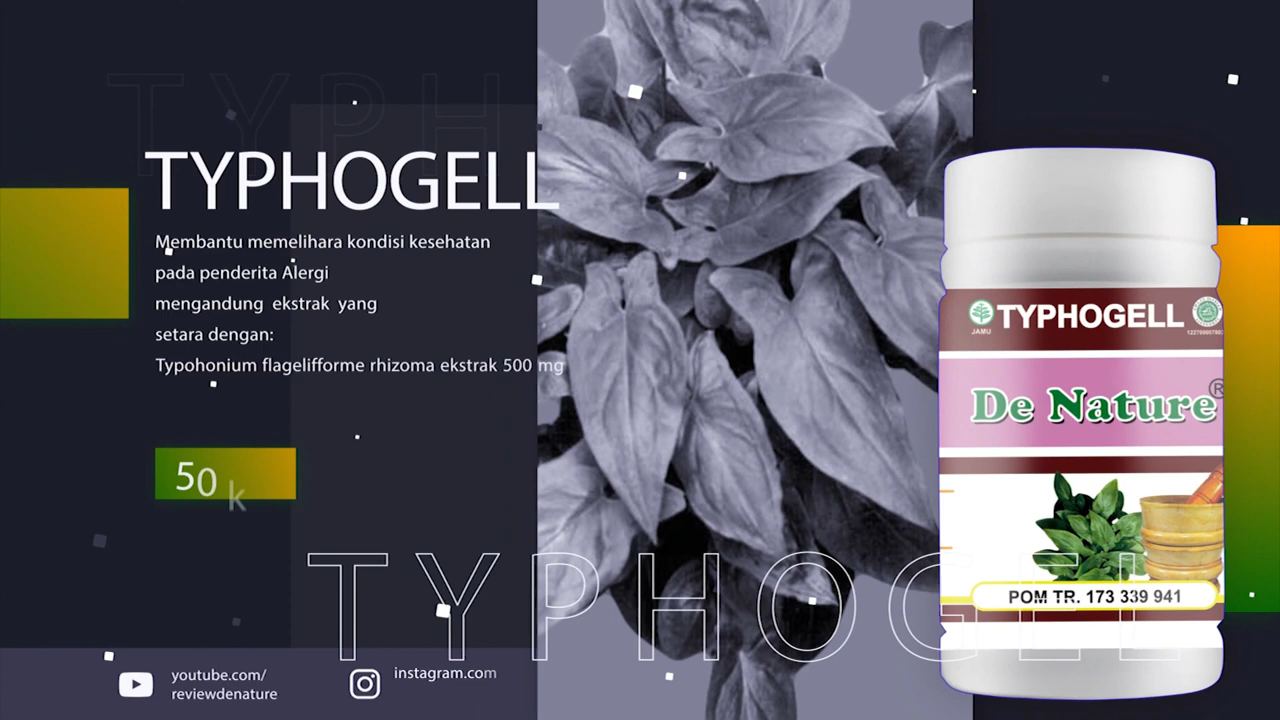 TYPH
TYPHOGELL
Membantu memelihara kondisi kesehatan
pada penderita Alergi
mengandung ekstrak yang
setara dengan:
Typohonium flagelifforme rhizoma ekstrak 500 mg
50 k
TYPHOGELL
youtube.com/
reviewdenature
instagram.com
JAMU
TYPHOGELL
De Nature®
POM TR. 173 339 941